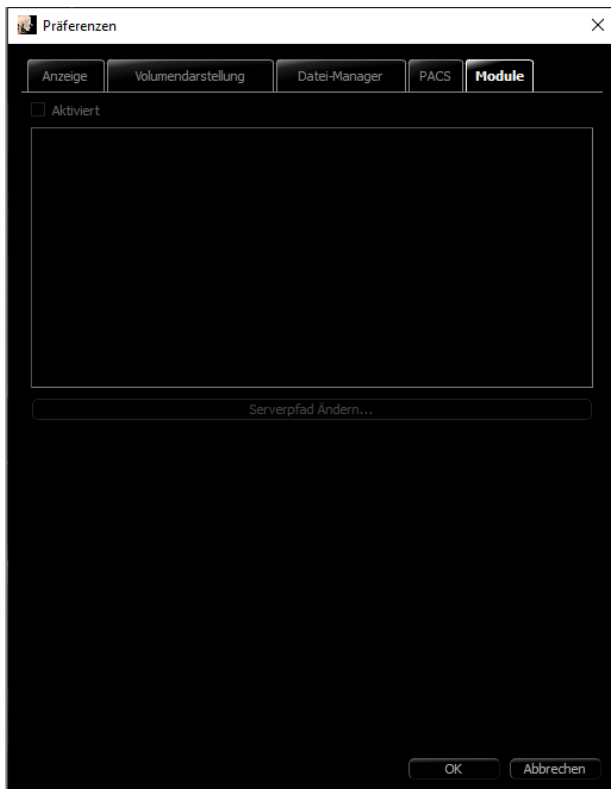 Präferenzen
Anzeige Volumendarstellung Datei-Manager PACS Module
Aktiviert
Serverpfad Ändern...
OK Abbrechen